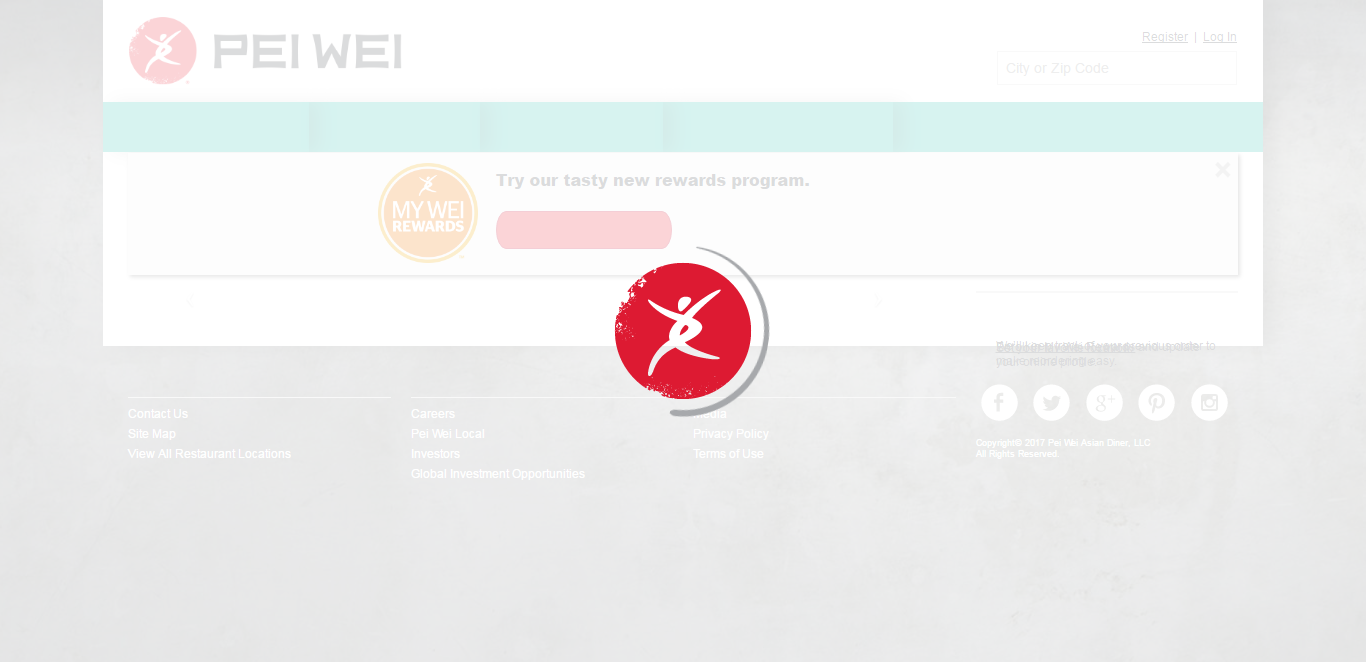 PEI WEI
Register | Log In
City or Zip Code
Try our tasty new rewards program.
MY WEI
REWARDS
Contact Us
Site Map
View All Restaurant Locations
Careers
Pei Wei Local
Investors
Global Investment Opportunities
Media
Privacy Policy
Terms of Use
Copyright© 2017 Pei Wei Asian Diner, LLC
All Rights Reserved.